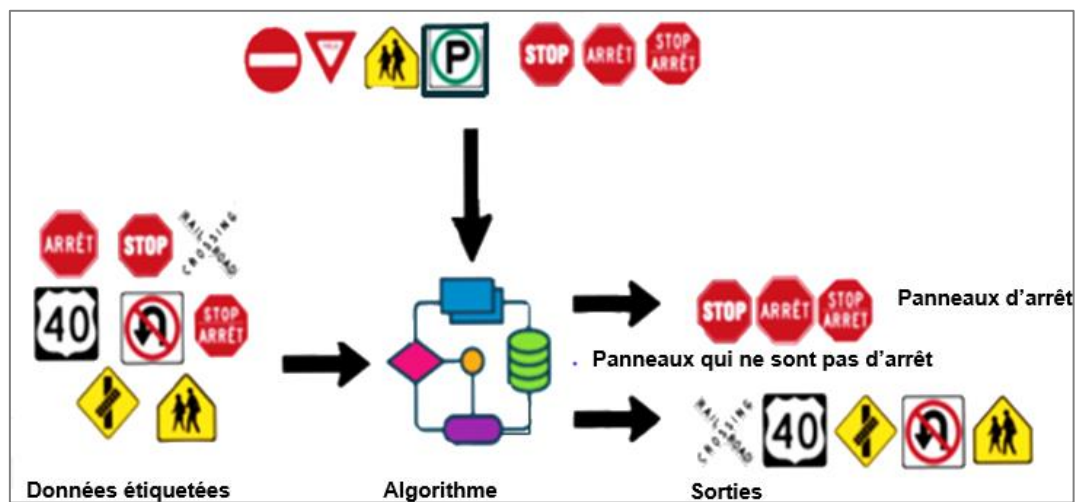 P
STOP
ARRÊT
STOP
ARRÊT
ARRÊT
STOP
RAILROAD
CROSSING
40
STOP
ARRÊT
STOP
ARRÊT
STOP
ARRÊT
Panneaux d’arrêt
. Panneaux qui ne sont pas d’arrêt
RAILROAD
CROSSING
40
Données étiquetées
Algorithme
Sorties